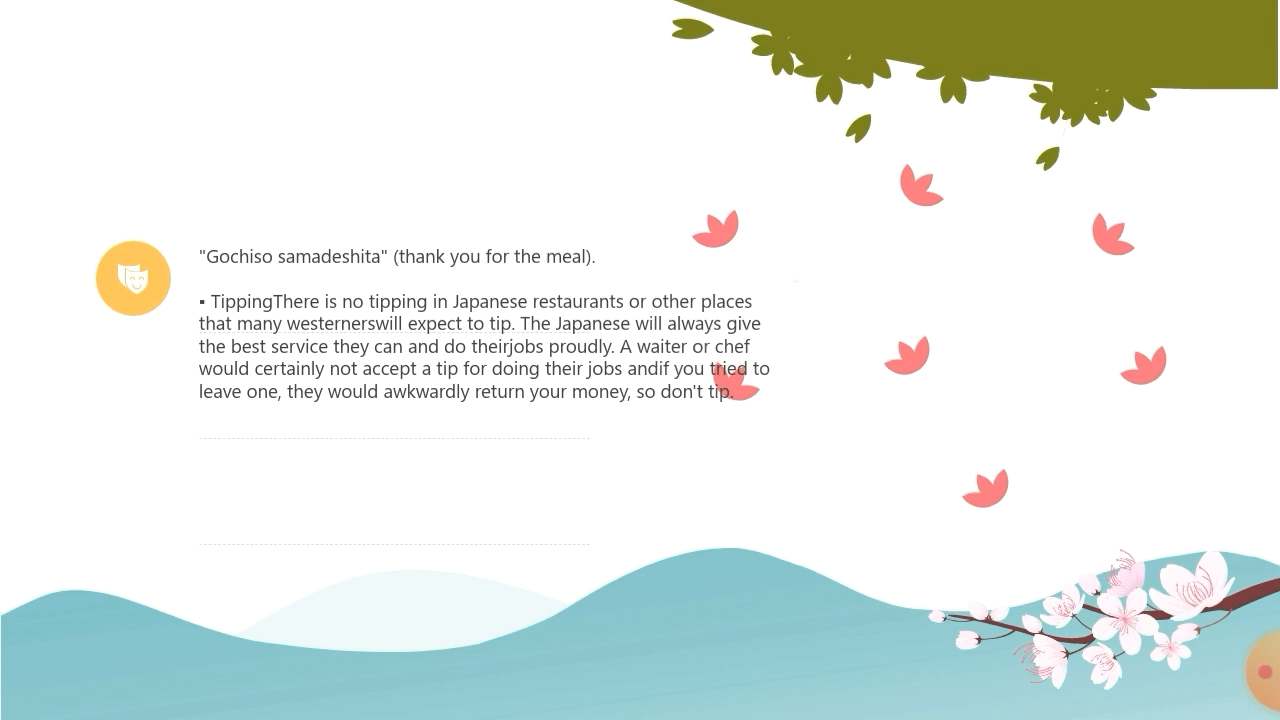 "Gochiso samadeshita" (thank you for the meal).
▪ TippingThere is no tipping in Japanese restaurants or other places
that many westernerswill expect to tip. The Japanese will always give
the best service they can and do theirjobs proudly. A waiter or chef
would certainly not accept a tip for doing their jobs andif you tried to
leave one, they would awkwardly return your money, so don't tip.